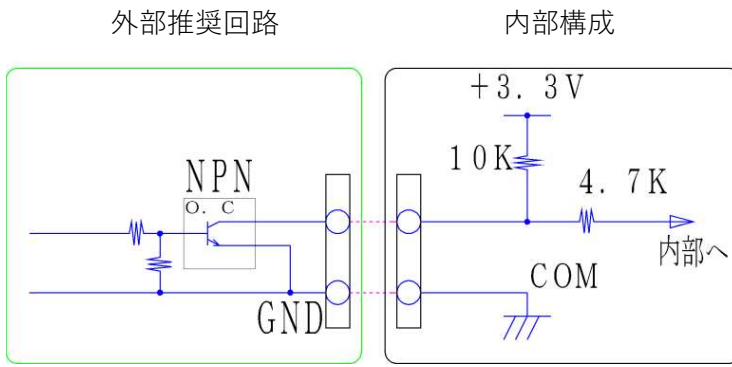 外部推奨回路
内部構成
+3.3V
10K
4.7K
NPN
O.C
内部へ
COM
GND